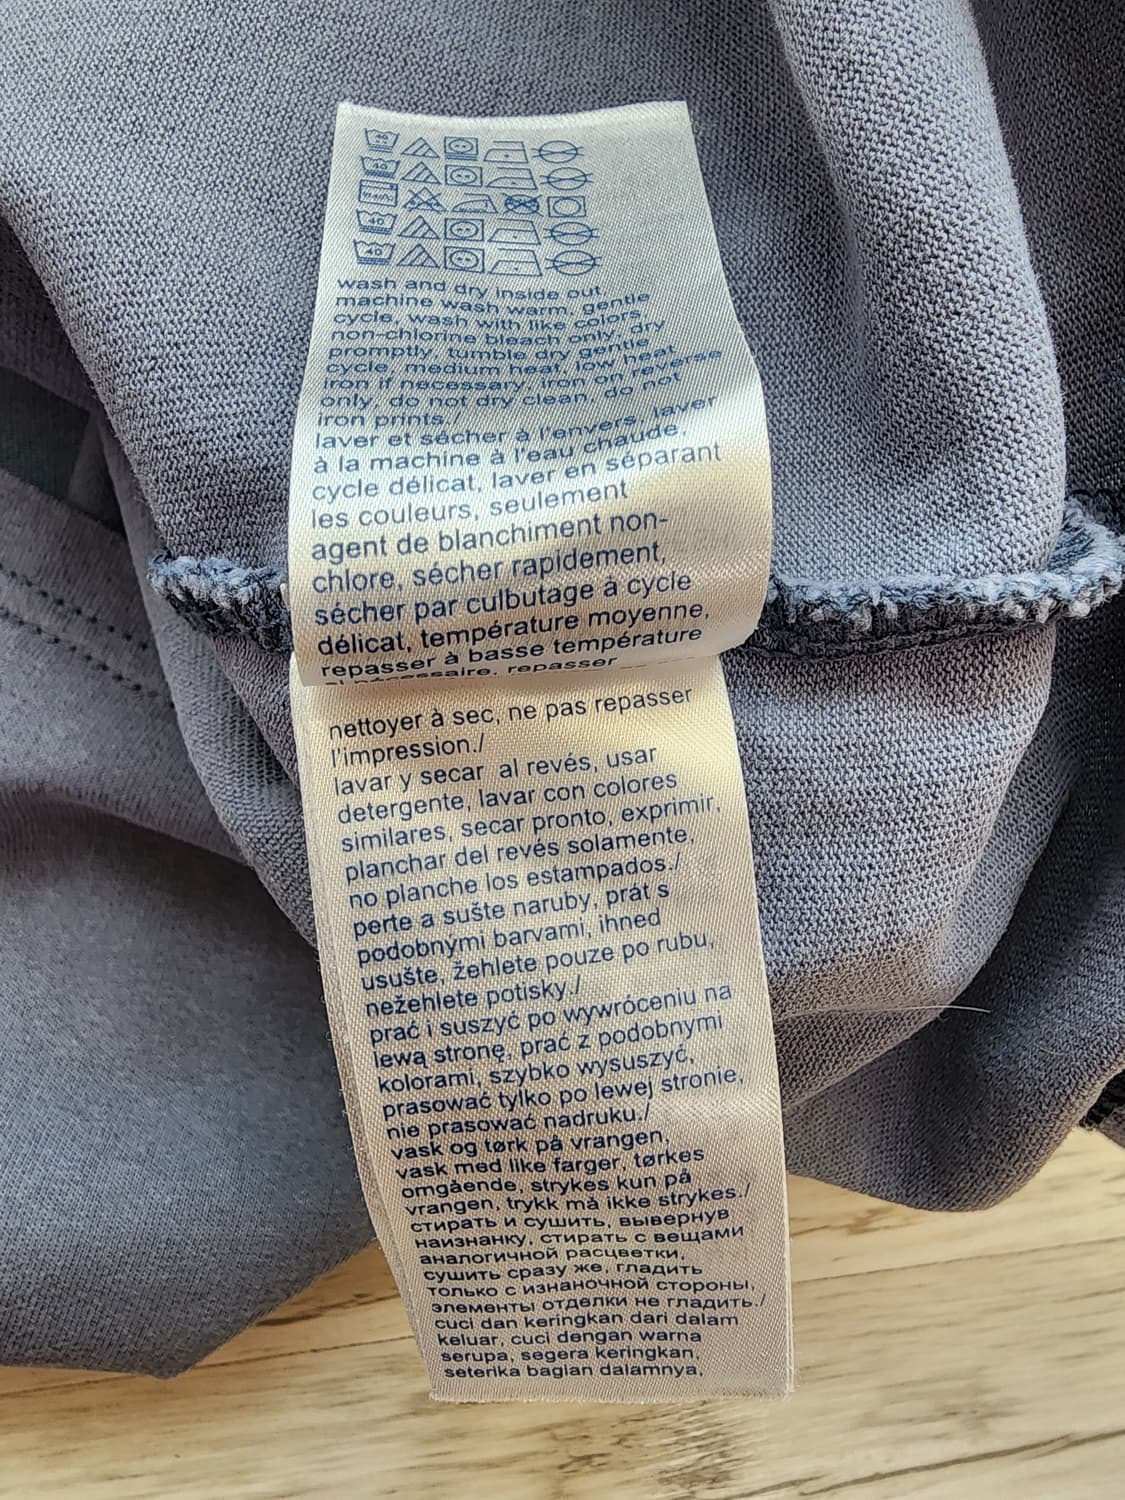 40
40
40
40
wash and dry inside out,
machine wash warm, gentle
cycle, wash with like colors,
non-chlorine bleach only, dry
promptly, tumble dry gentle
cycle, medium heat, low heat
iron if necessary, iron on reverse
only, do not dry clean, do not
iron prints./
laver et sécher à l'envers, laver
à la machine à l'eau chaude,
cycle délicat, laver en séparant
les couleurs, seulement
agent de blanchiment non-
chlore, sécher rapidement,
sécher par culbutage à cycle
délicat, température moyenne,
repasser à basse température
si nécessaire, repasser
nettoyer à sec, ne pas repasser
l'impression./
lavar y secar al revés, usar
detergente, lavar con colores
similares, secar pronto, exprimir,
planchar del revés solamente,
no planche los estampados./
perte a sušte naruby, prát s
podobnymi barvami, ihned
usušte, žehlete pouze po rubu,
nežehlete potisky./
prać i suszyć po wywróceniu na
lewą stronę, prać z podobnymi
kolorami, szybko wysuszyć,
prasować tylko po lewej stronie,
nie prasować nadruku./
vask og tørk på vrangen,
vask med like farger, tørkes
omgående, strykes kun på
vrangen, trykk må ikke strykes./
стирать и сушить, вывернув
наизнанку, стирать с вещами
аналогичной расцветки,
сушить сразу же, гладить
только с изнаночной стороны,
элементы отделки не гладить./
cuci dan keringkan dari dalam
keluar, cuci dengan warna
serupa, segera keringkan,
seterika bagian dalamnya,